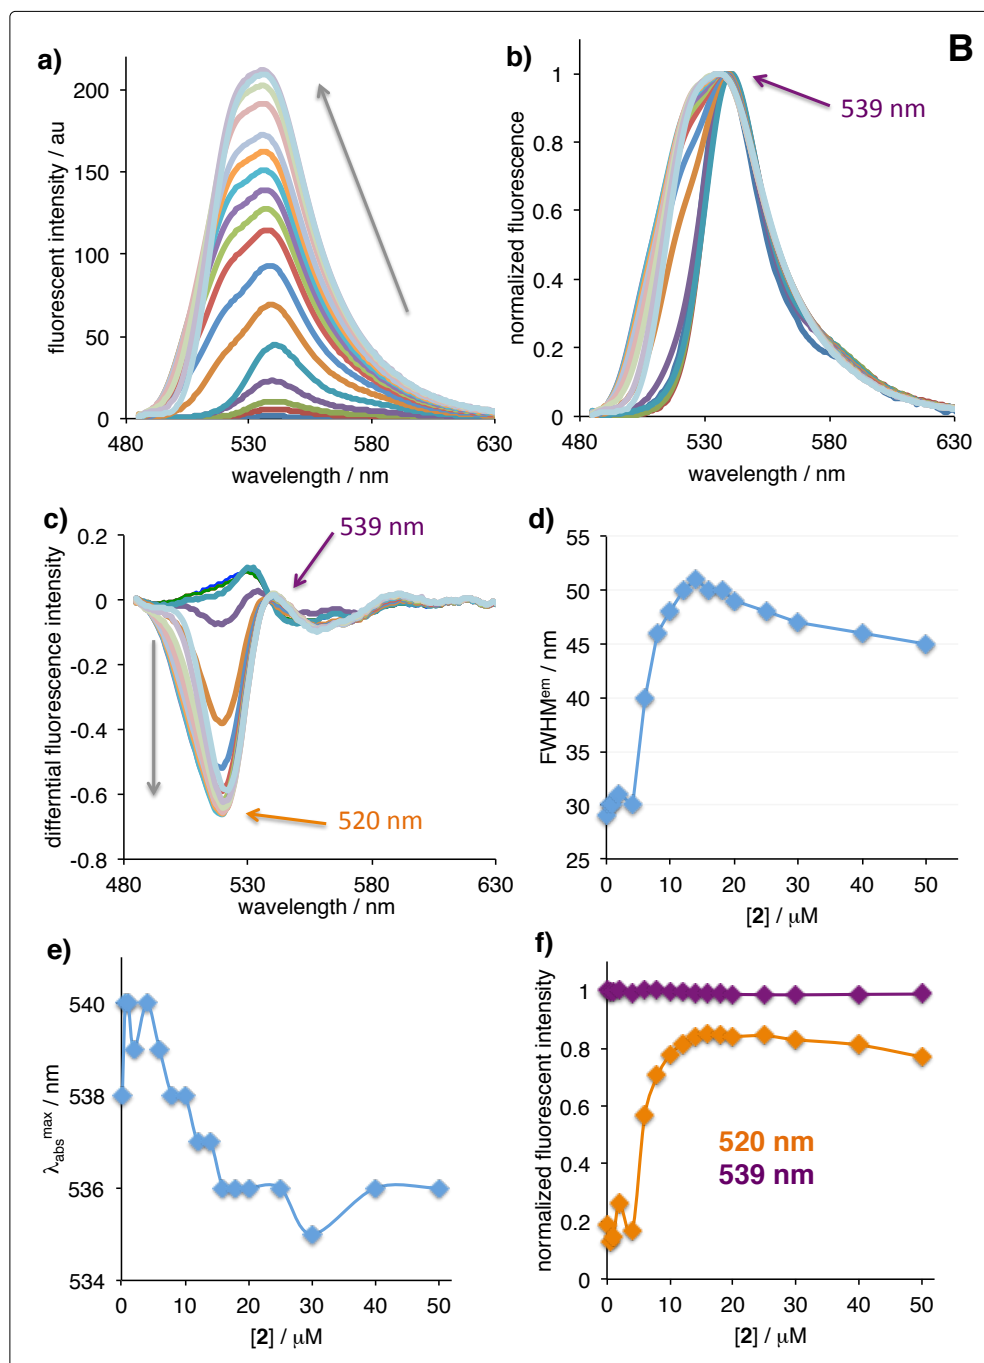 B
a)
fluorescent intensity / au
200
150
100
50
0
480 530 580 630
wavelength / nm
b)
normalized fluorescence
1
0.8
0.6
0.4
0.2
0
480 530 580 630
wavelength / nm
539 nm
c)
differntial fluorescence intensity
0.2
0
-0.2
-0.4
-0.6
-0.8
480 530 580 630
wavelength / nm
539 nm
520 nm
d)
FWHMem / nm
55
50
45
40
35
30
25
0 10 20 30 40 50
[2] / μM
e)
λabsmax / nm
540
539
538
537
536
535
534
0 10 20 30 40 50
[2] / μM
f)
normalized fluorescent intensity
1
0.8
0.6
0.4
0.2
0
520 nm
539 nm
0 10 20 30 40 50
[2] / μM